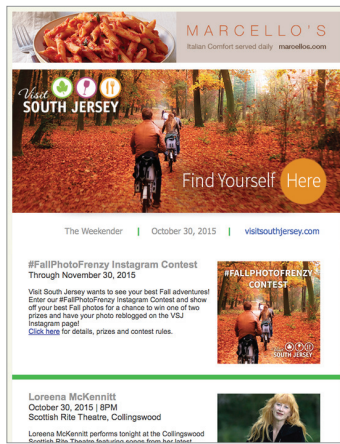 MARCELLO'S
Italian Comfort served daily marcellos.com
Visit
SOUTH JERSEY
Find Yourself Here
The Weekender | October 30, 2015 | visitsouthjersey.com
#FallPhotoFrenzy Instagram Contest
Through November 30, 2015
Visit South Jersey wants to see your best Fall adventures!
Enter our #FallPhotoFrenzy Instagram Contest and show
off your best Fall photos for a chance to win one of two
prizes and have your photo reblogged on the VSJ
Instagram page!
Click here for details, prizes and contest rules.
#FALLPHOTOFRENZY
CONTEST
VISIT
SOUTH JERSEY
Loreena McKennitt
October 30, 2015 | 8PM
Scottish Rite Theatre, Collingswood
Loreena McKennitt performs tonight at the Collingswood
Scottish Rite Theatre featuring songs from her latest